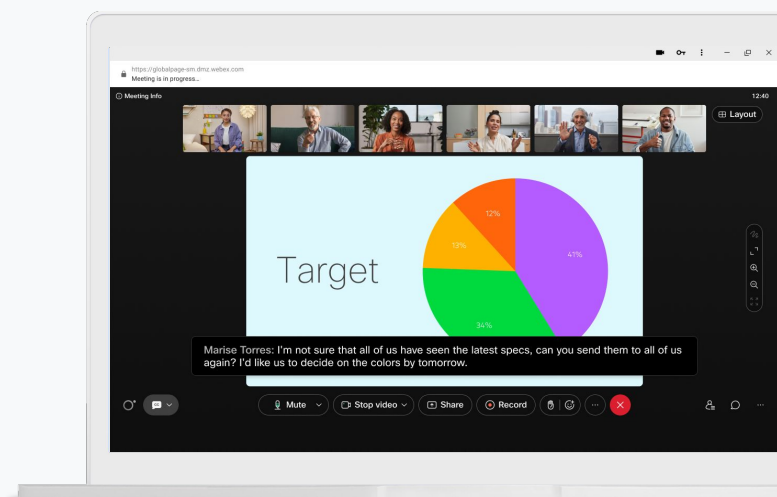 https://globalpage-sm.dmz.webex.com
Meeting is in progress...
Meeting Info
12:40
Layout
12%
13%
41%
Target
34%
Marise Torres: I'm not sure that all of us have seen the latest specs, can you send them to all of us
again? I'd like us to decide on the colors by tomorrow.
Mute
Stop video
Share
Record